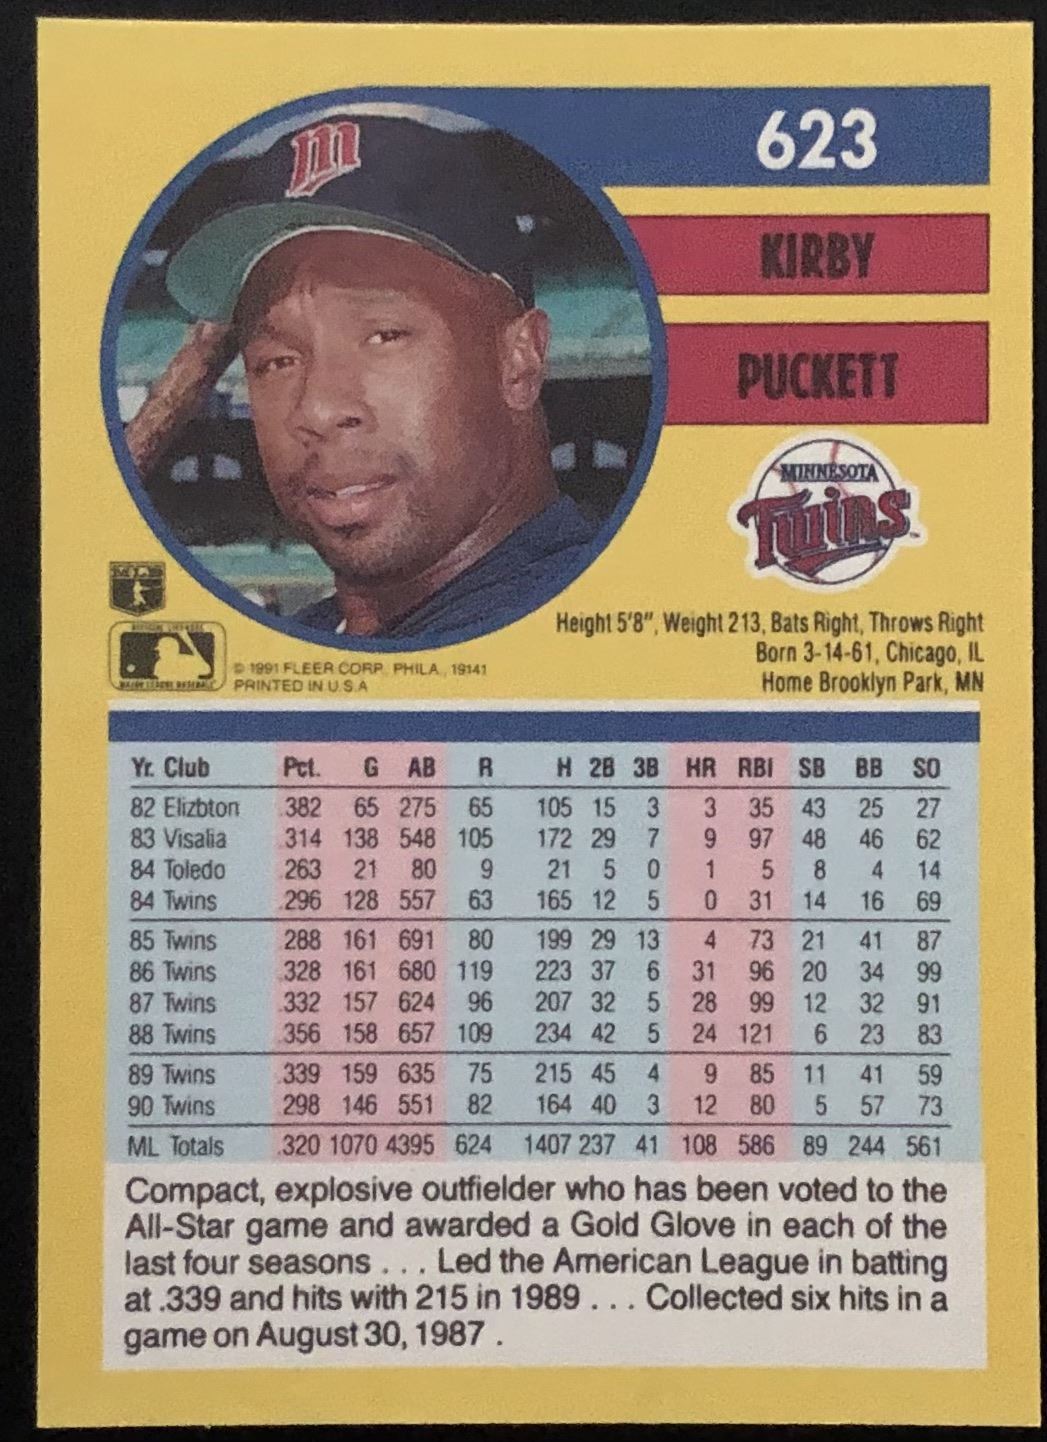 m
623
KIRBY
PUCKETT
MINNESOTA
Twins
Height 5'8", Weight 213, Bats Right, Throws Right
Born 3-14-61, Chicago, IL
Home Brooklyn Park, MN
© 1991 FLEER CORP. PHILA., 19141
PRINTED IN U.S.A
Yr. Club Pct. G AB R H 2B 3B HR RBI SB BB SO
82 Elizbton .382 65 275 65 105 15 3 3 35 43 25 27
83 Visalia .314 138 548 105 172 29 7 9 97 48 46 62
84 Toledo .263 21 80 9 21 5 0 1 5 8 4 14
84 Twins .296 128 557 63 165 12 5 0 31 14 16 69
85 Twins .288 161 691 80 199 29 13 4 73 21 41 87
86 Twins .328 161 680 119 223 37 6 31 96 20 34 99
87 Twins .332 157 624 96 207 32 5 28 99 12 32 91
88 Twins .356 158 657 109 234 42 5 24 121 6 23 83
89 Twins .339 159 635 75 215 45 4 9 85 11 41 59
90 Twins .298 146 551 82 164 40 3 12 80 5 57 73
ML Totals .320 1070 4395 624 1407 237 41 108 586 89 244 561
Compact, explosive outfielder who has been voted to the
All-Star game and awarded a Gold Glove in each of the
last four seasons . . . Led the American League in batting
at .339 and hits with 215 in 1989 . . . Collected six hits in a
game on August 30, 1987 .